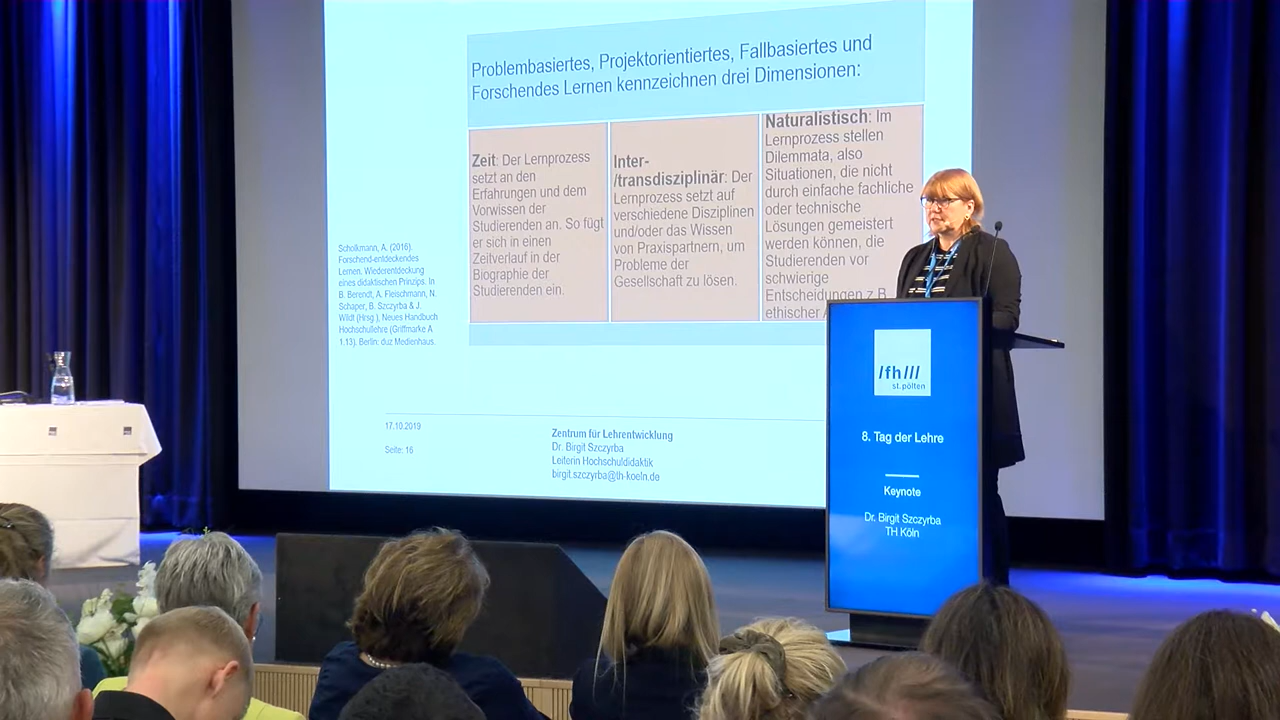 Problembasiertes, Projektorientiertes, Fallbasiertes und
Forschendes Lernen kennzeichnen drei Dimensionen:
Zeit: Der Lernprozess
setzt an den
Erfahrungen und dem
Vorwissen der
Studierenden an. So fügt
er sich in einen
Zeitverlauf in der
Biographie der
Studierenden ein.
Inter-
/transdisziplinär: Der
Lernprozess setzt auf
verschiedene Disziplinen
und/oder das Wissen
von Praxispartnern, um
Probleme der
Gesellschaft zu lösen.
Naturalistisch: Im
Lernprozess stellen
Dilemmata, also
Situationen, die nicht
durch einfache fachliche
oder technische
Lösungen gemeistert
werden können, die
Studierenden vor
schwierige
Entscheidungen z.B.
ethischer
Scholkmann, A. (2016).
Forschend-entdeckendes
Lernen. Wiederentdeckung
eines didaktischen Prinzips. In
B. Berendt, A. Fleischmann, N.
Schaper, B. Szczyrba & J.
Wildt (Hrsg.), Neues Handbuch
Hochschullehre (Griffmarke A
1.13). Berlin: duz Medienhaus.
17.10.2019
Seite: 16
Zentrum für Lehrentwicklung
Dr. Birgit Szczyrba
Leiterin Hochschuldidaktik
birgit.szczyrba@th-koeln.de
/fh///
st.pölten
8. Tag der Lehre
Keynote
Dr. Birgit Szczyrba
TH Köln